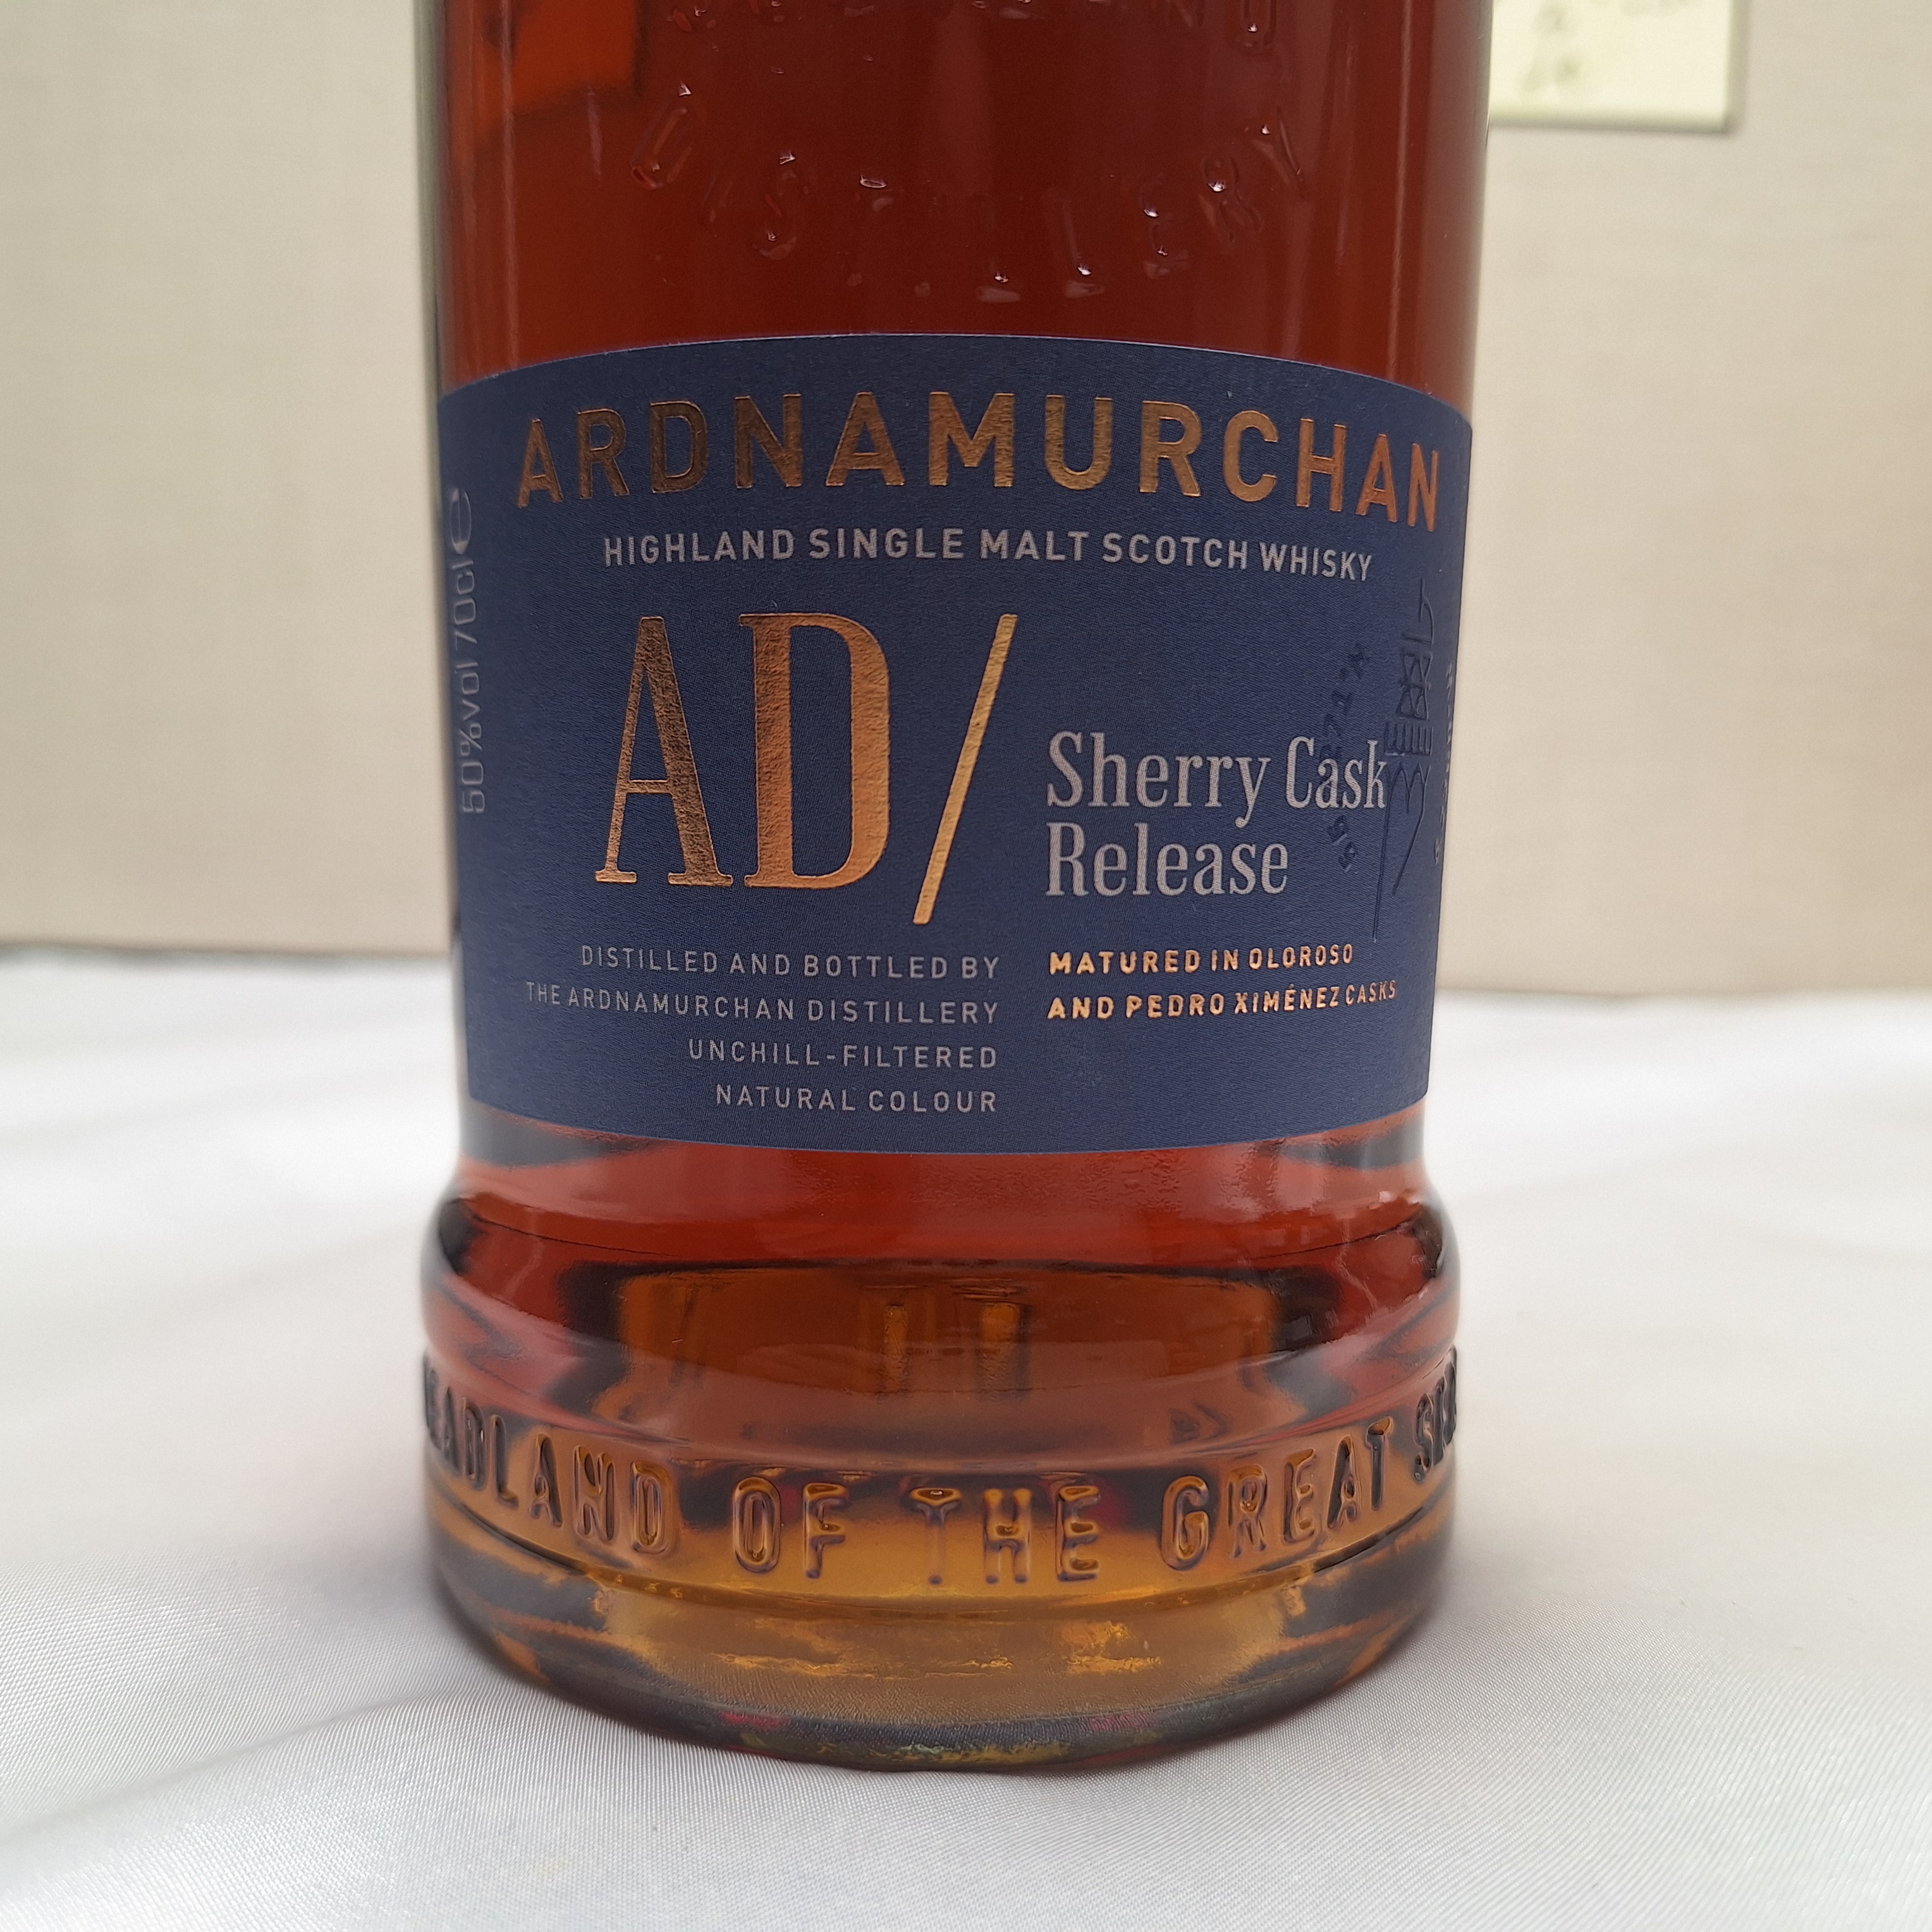 DISTILLERY
ARDNAMURCHAN
HIGHLAND SINGLE MALT SCOTCH WHISKY
50%vol 70cl e
AD/
Sherry Cask
Release
DISTILLED AND BOTTLED BY
THE ARDNAMURCHAN DISTILLERY
UNCHILL-FILTERED
NATURAL COLOUR
MATURED IN OLOROSO
AND PEDRO XIMÉNEZ CASKS
OF THE GREAT